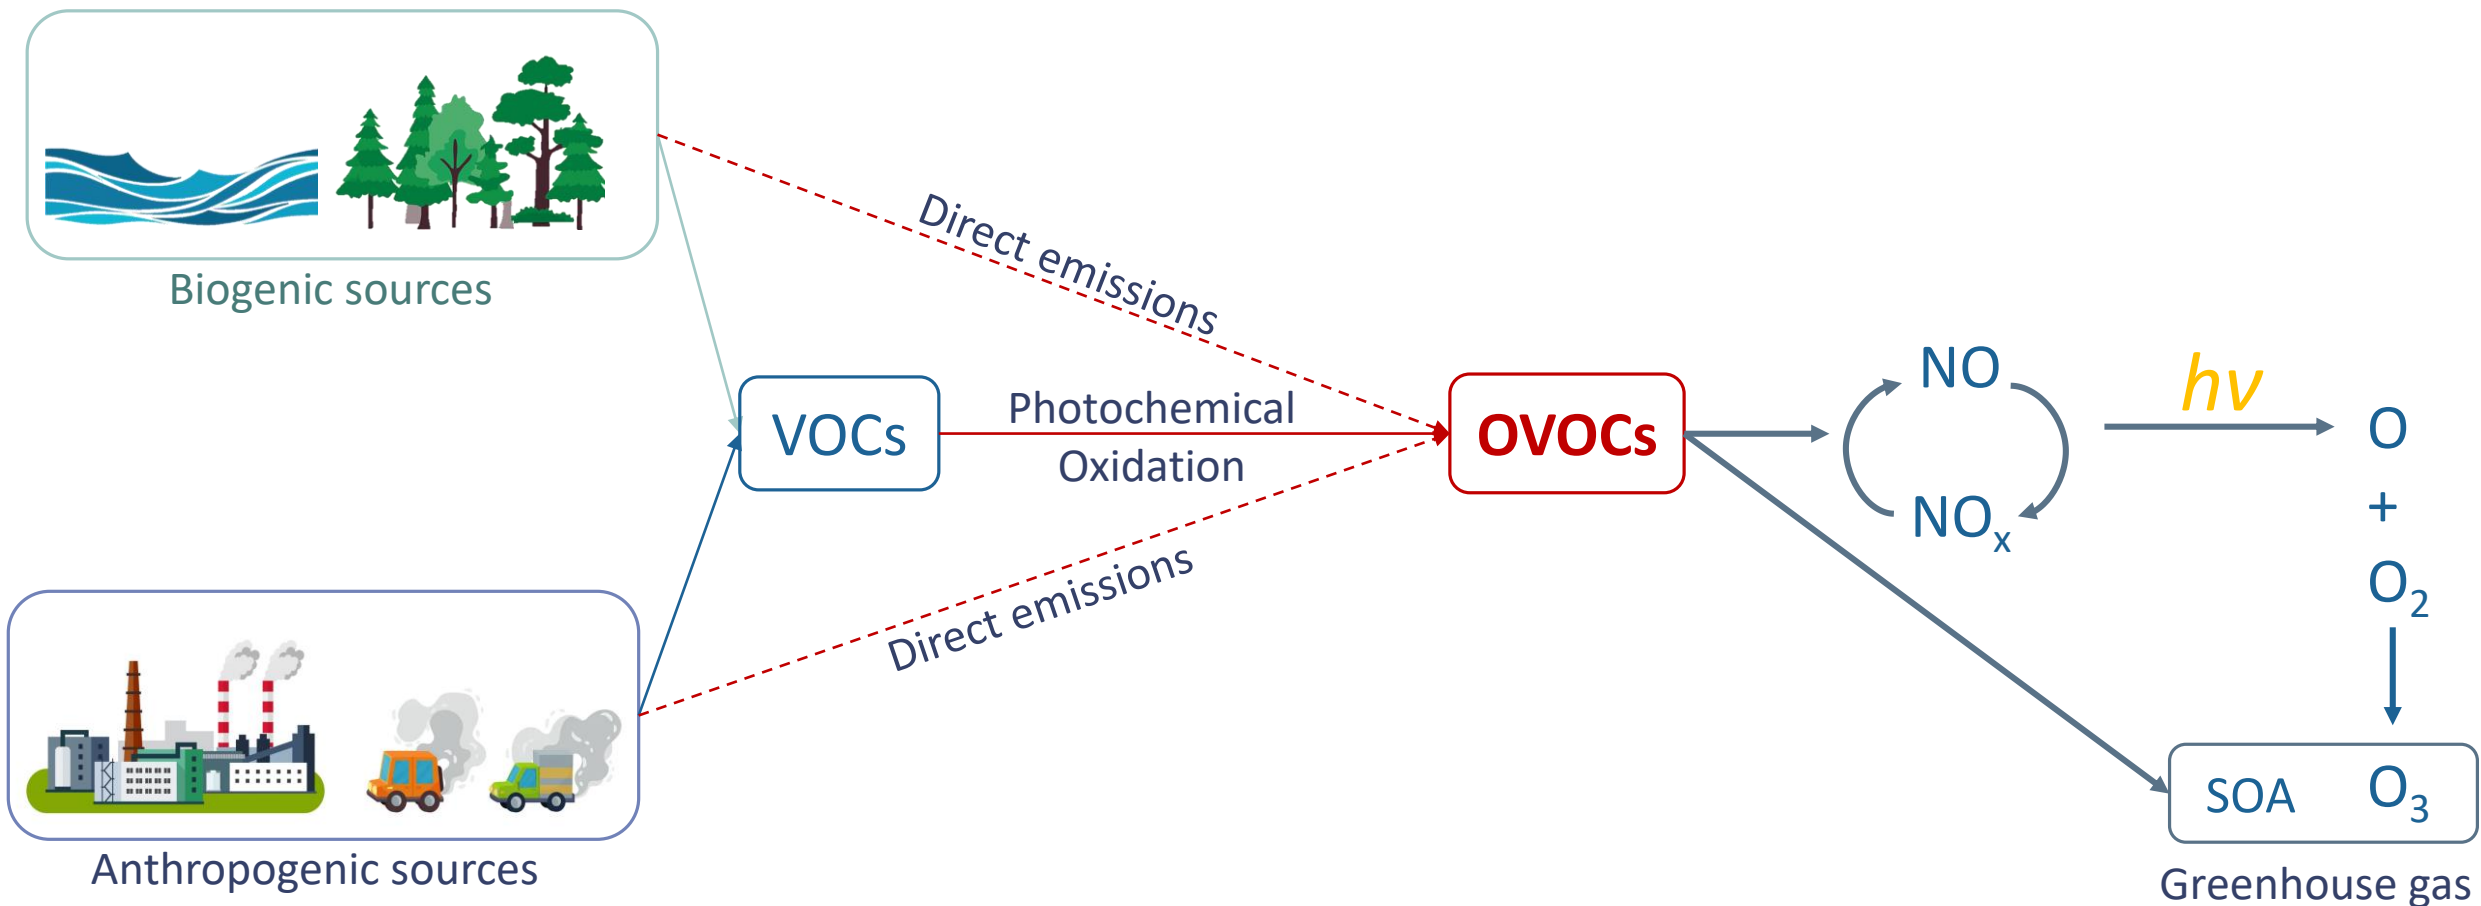 Biogenic sources
Direct emissions
VOCs
Photochemical
Oxidation
OVOCs
Direct emissions
Anthropogenic sources
NO
NOx
hν
O
+
O2
SOA O3
Greenhouse gas